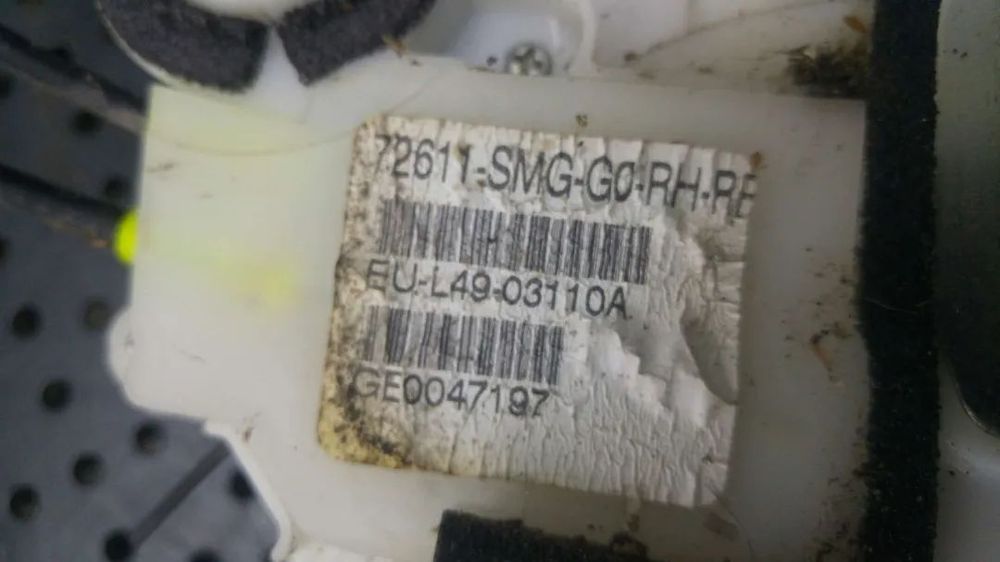 72611-SMG-G0-RH-RE
EU-L49-03110A
GE0047197